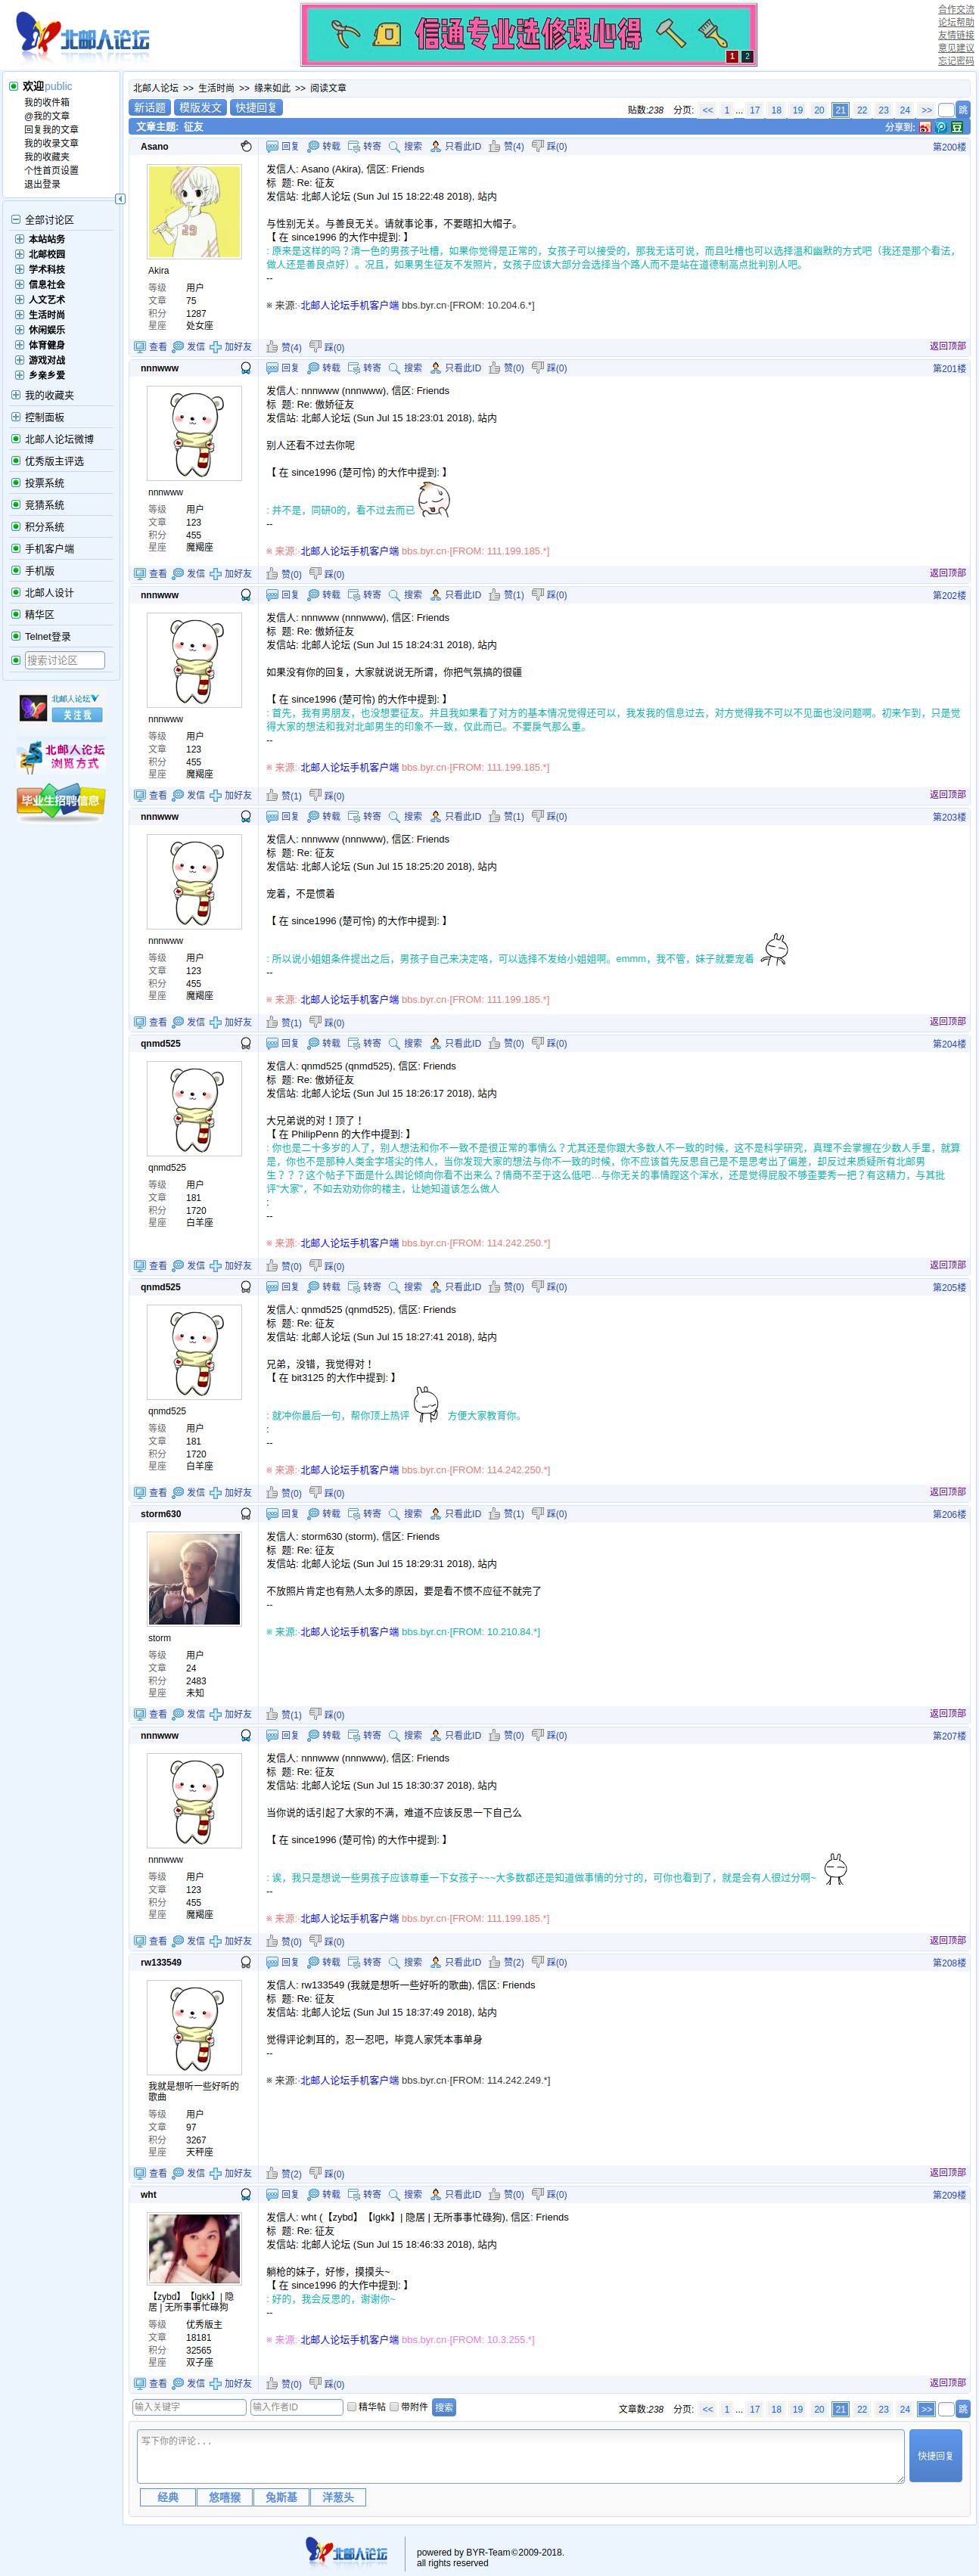 北邮人论坛
信通专业选修课心得
1 2
合作交流
论坛帮助
友情链接
意见建议
忘记密码
欢迎public
我的收件箱
@我的文章
回复我的文章
我的收录文章
我的收藏夹
个性首页设置
退出登录
全部讨论区
本站站务
北邮校园
学术科技
信息社会
人文艺术
生活时尚
休闲娱乐
体育健身
游戏对战
乡亲乡爱
我的收藏夹
控制面板
北邮人论坛微博
优秀版主评选
投票系统
竞猜系统
积分系统
手机客户端
手机版
北邮人设计
精华区
Telnet登录
搜索讨论区
北邮人论坛
关注我
北邮人论坛
浏览方式
毕业生招聘信息
北邮人论坛 >> 生活时尚 >> 缘来如此 >> 阅读文章
新话题 模版发文 快捷回复
贴数:238 分页: << 1 ... 17 18 19 20 21 22 23 24 >> 跳
文章主题: 征友 分享到:
Asano 回复 转载 转寄 搜索 只看此ID 赞(4) 踩(0) 第200楼
Akira
等级 用户
文章 75
积分 1287
星座 处女座
发信人: Asano (Akira), 信区: Friends
标 题: Re: 征友
发信站: 北邮人论坛 (Sun Jul 15 18:22:48 2018), 站内
与性别无关。与善良无关。请就事论事，不要瞎扣大帽子。
【 在 since1996 的大作中提到: 】
: 原来是这样的吗？清一色的男孩子吐槽，如果你觉得是正常的，女孩子可以接受的，那我无话可说，而且吐槽也可以选择温和幽默的方式吧（我还是那个看法，
做人还是善良点好）。况且，如果男生征友不发照片，女孩子应该大部分会选择当个路人而不是站在道德制高点批判别人吧。
--
※ 来源:·北邮人论坛手机客户端 bbs.byr.cn·[FROM: 10.204.6.*]
查看 发信 加好友 赞(4) 踩(0) 返回顶部
nnnwww 回复 转载 转寄 搜索 只看此ID 赞(0) 踩(0) 第201楼
nnnwww
等级 用户
文章 123
积分 455
星座 魔羯座
发信人: nnnwww (nnnwww), 信区: Friends
标 题: Re: 傲娇征友
发信站: 北邮人论坛 (Sun Jul 15 18:23:01 2018), 站内
别人还看不过去你呢
【 在 since1996 (楚可怜) 的大作中提到: 】
: 并不是，同研0的，看不过去而已
--
※ 来源:·北邮人论坛手机客户端 bbs.byr.cn·[FROM: 111.199.185.*]
查看 发信 加好友 赞(0) 踩(0) 返回顶部
nnnwww 回复 转载 转寄 搜索 只看此ID 赞(1) 踩(0) 第202楼
nnnwww
等级 用户
文章 123
积分 455
星座 魔羯座
发信人: nnnwww (nnnwww), 信区: Friends
标 题: Re: 傲娇征友
发信站: 北邮人论坛 (Sun Jul 15 18:24:31 2018), 站内
如果没有你的回复，大家就说说无所谓，你把气氛搞的很疆
【 在 since1996 (楚可怜) 的大作中提到: 】
: 首先，我有男朋友，也没想要征友。并且我如果看了对方的基本情况觉得还可以，我发我的信息过去，对方觉得我不可以不见面也没问题啊。初来乍到，只是觉
得大家的想法和我对北邮男生的印象不一致，仅此而已。不要戾气那么重。
--
※ 来源:·北邮人论坛手机客户端 bbs.byr.cn·[FROM: 111.199.185.*]
查看 发信 加好友 赞(1) 踩(0) 返回顶部
nnnwww 回复 转载 转寄 搜索 只看此ID 赞(1) 踩(0) 第203楼
nnnwww
等级 用户
文章 123
积分 455
星座 魔羯座
发信人: nnnwww (nnnwww), 信区: Friends
标 题: Re: 征友
发信站: 北邮人论坛 (Sun Jul 15 18:25:20 2018), 站内
宠着，不是惯着
【 在 since1996 (楚可怜) 的大作中提到: 】
: 所以说小姐姐条件提出之后，男孩子自己来决定咯，可以选择不发给小姐姐啊。emmm，我不管，妹子就要宠着
--
※ 来源:·北邮人论坛手机客户端 bbs.byr.cn·[FROM: 111.199.185.*]
查看 发信 加好友 赞(1) 踩(0) 返回顶部
qnmd525 回复 转载 转寄 搜索 只看此ID 赞(0) 踩(0) 第204楼
qnmd525
等级 用户
文章 181
积分 1720
星座 白羊座
发信人: qnmd525 (qnmd525), 信区: Friends
标 题: Re: 傲娇征友
发信站: 北邮人论坛 (Sun Jul 15 18:26:17 2018), 站内
大兄弟说的对！顶了！
【 在 PhilipPenn 的大作中提到: 】
: 你也是二十多岁的人了，别人想法和你不一致不是很正常的事情么？尤其还是你跟大多数人不一致的时候，这不是科学研究，真理不会掌握在少数人手里，就算
是，你也不是那种人类金字塔尖的伟人，当你发现大家的想法与你不一致的时候，你不应该首先反思自己是不是思考出了偏差，却反过来质疑所有北邮男
生？？？这个帖子下面是什么舆论倾向你看不出来么？情商不至于这么低吧...与你无关的事情蹚这个浑水，还是觉得屁股不够歪要秀一把？有这精力，与其批
评“大家”，不如去劝劝你的楼主，让她知道该怎么做人
:
--
※ 来源:·北邮人论坛手机客户端 bbs.byr.cn·[FROM: 114.242.250.*]
查看 发信 加好友 赞(0) 踩(0) 返回顶部
qnmd525 回复 转载 转寄 搜索 只看此ID 赞(0) 踩(0) 第205楼
qnmd525
等级 用户
文章 181
积分 1720
星座 白羊座
发信人: qnmd525 (qnmd525), 信区: Friends
标 题: Re: 征友
发信站: 北邮人论坛 (Sun Jul 15 18:27:41 2018), 站内
兄弟，没错，我觉得对！
【 在 bit3125 的大作中提到: 】
: 就冲你最后一句，帮你顶上热评 方便大家教育你。
:
--
※ 来源:·北邮人论坛手机客户端 bbs.byr.cn·[FROM: 114.242.250.*]
查看 发信 加好友 赞(0) 踩(0) 返回顶部
storm630 回复 转载 转寄 搜索 只看此ID 赞(1) 踩(0) 第206楼
storm
等级 用户
文章 24
积分 2483
星座 未知
发信人: storm630 (storm), 信区: Friends
标 题: Re: 征友
发信站: 北邮人论坛 (Sun Jul 15 18:29:31 2018), 站内
不放照片肯定也有熟人太多的原因，要是看不惯不应征不就完了
--
※ 来源:·北邮人论坛手机客户端 bbs.byr.cn·[FROM: 10.210.84.*]
查看 发信 加好友 赞(1) 踩(0) 返回顶部
nnnwww 回复 转载 转寄 搜索 只看此ID 赞(0) 踩(0) 第207楼
nnnwww
等级 用户
文章 123
积分 455
星座 魔羯座
发信人: nnnwww (nnnwww), 信区: Friends
标 题: Re: 征友
发信站: 北邮人论坛 (Sun Jul 15 18:30:37 2018), 站内
当你说的话引起了大家的不满，难道不应该反思一下自己么
【 在 since1996 (楚可怜) 的大作中提到: 】
: 诶，我只是想说一些男孩子应该尊重一下女孩子~~~大多数都还是知道做事情的分寸的，可你也看到了，就是会有人很过分啊~
--
※ 来源:·北邮人论坛手机客户端 bbs.byr.cn·[FROM: 111.199.185.*]
查看 发信 加好友 赞(0) 踩(0) 返回顶部
rw133549 回复 转载 转寄 搜索 只看此ID 赞(2) 踩(0) 第208楼
我就是想听一些好听的
歌曲
等级 用户
文章 97
积分 3267
星座 天秤座
发信人: rw133549 (我就是想听一些好听的歌曲), 信区: Friends
标 题: Re: 征友
发信站: 北邮人论坛 (Sun Jul 15 18:37:49 2018), 站内
觉得评论刺耳的，忍一忍吧，毕竟人家凭本事单身
--
※ 来源:·北邮人论坛手机客户端 bbs.byr.cn·[FROM: 114.242.249.*]
查看 发信 加好友 赞(2) 踩(0) 返回顶部
wht 回复 转载 转寄 搜索 只看此ID 赞(0) 踩(0) 第209楼
【zybd】【lgkk】| 隐
居 | 无所事事忙碌狗
等级 优秀版主
文章 18181
积分 32565
星座 双子座
发信人: wht (【zybd】【lgkk】| 隐居 | 无所事事忙碌狗), 信区: Friends
标 题: Re: 征友
发信站: 北邮人论坛 (Sun Jul 15 18:46:33 2018), 站内
躺枪的妹子，好惨，摸摸头~
【 在 since1996 的大作中提到: 】
: 好的，我会反思的，谢谢你~
--
※ 来源:·北邮人论坛手机客户端 bbs.byr.cn·[FROM: 10.3.255.*]
查看 发信 加好友 赞(0) 踩(0) 返回顶部
输入关键字 输入作者ID 精华帖 带附件 搜索
文章数:238 分页: << 1 ... 17 18 19 20 21 22 23 24 >> 跳
写下你的评论...
快捷回复
经典 悠嘻猴 兔斯基 洋葱头
北邮人论坛
powered by BYR-Team©2009-2018.
all rights reserved